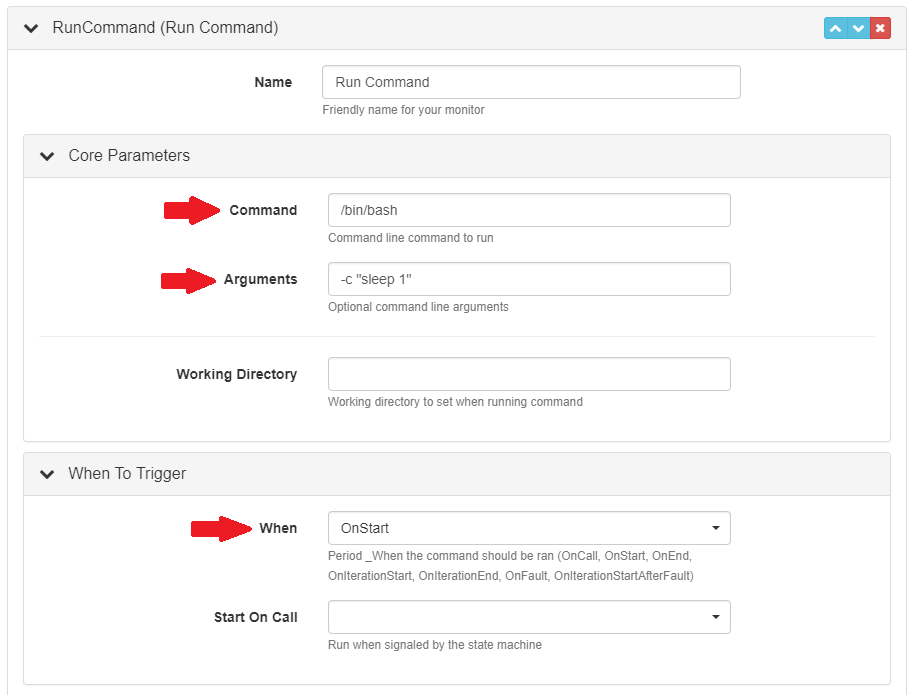 RunCommand (Run Command)
Name
Run Command
Friendly name for your monitor
Core Parameters
Command
/bin/bash
Command line command to run
Arguments
-c "sleep 1"
Optional command line arguments
Working Directory
Working directory to set when running command
When To Trigger
When
OnStart
Period _When the command should be ran (OnCall, OnStart, OnEnd,
OnIterationStart, OnIterationEnd, OnFault, OnIterationStartAfterFault)
Start On Call
Run when signaled by the state machine